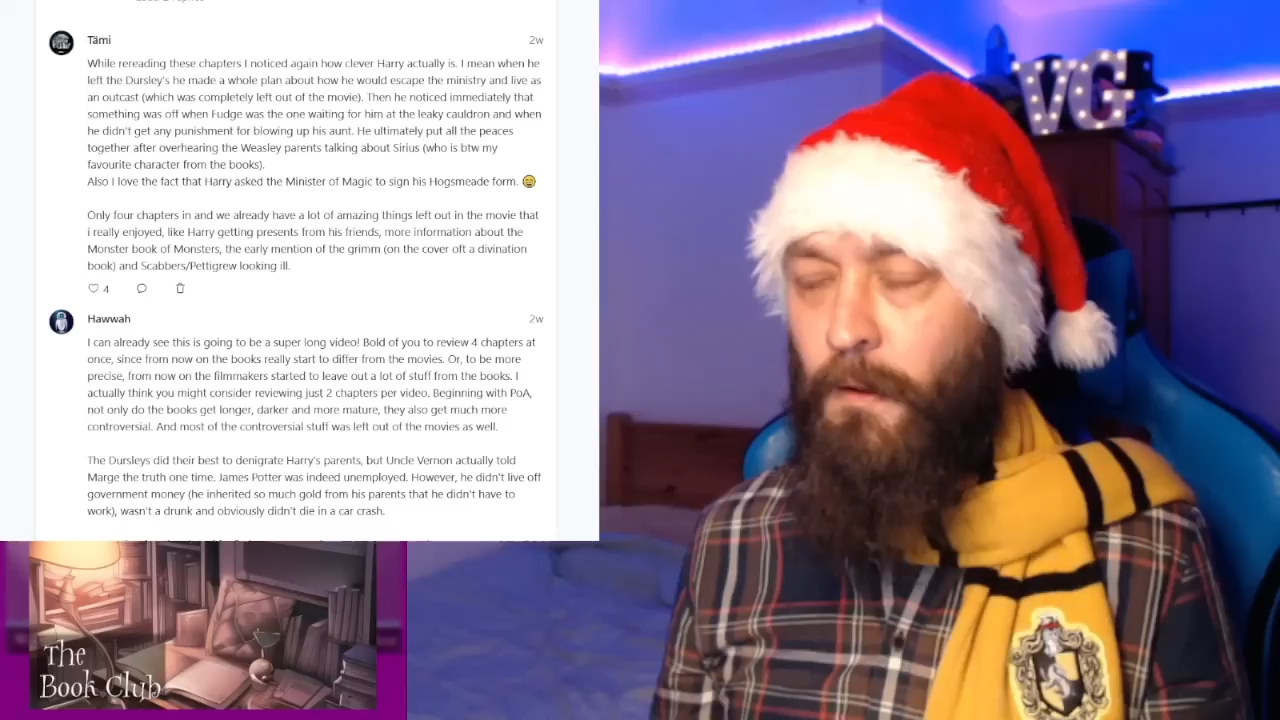 Tämi
2w
While rereading these chapters I noticed again how clever Harry actually is. I mean when he
left the Dursley's he made a whole plan about how he would escape the ministry and live as
an outcast (which was completely left out of the movie). Then he noticed immediately that
something was off when Fudge was the one waiting for him at the leaky cauldron and when
he didn't get any punishment for blowing up his aunt. He ultimately put all the peaces
together after overhearing the Weasley parents talking about Sirius (who is btw my
favourite character from the books).
Also I love the fact that Harry asked the Minister of Magic to sign his Hogsmeade form. 😄
Only four chapters in and we already have a lot of amazing things left out in the movie that
i really enjoyed, like Harry getting presents from his friends, more information about the
Monster book of Monsters, the early mention of the grimm (on the cover oft a divination
book) and Scabbers/Pettigrew looking ill.
4
Hawwah
2w
I can already see this is going to be a super long video! Bold of you to review 4 chapters at
once, since from now on the books really start to differ from the movies. Or, to be more
precise, from now on the filmmakers started to leave out a lot of stuff from the books. I
actually think you might consider reviewing just 2 chapters per video. Beginning with PoA,
not only do the books get longer, darker and more mature, they also get much more
controversial. And most of the controversial stuff was left out of the movies as well.
The Dursleys did their best to denigrate Harry's parents, but Uncle Vernon actually told
Marge the truth one time. James Potter was indeed unemployed. However, he didn't live off
government money (he inherited so much gold from his parents that he didn't have to
work), wasn't a drunk and obviously didn't die in a car crash.
VG
The
Book Club